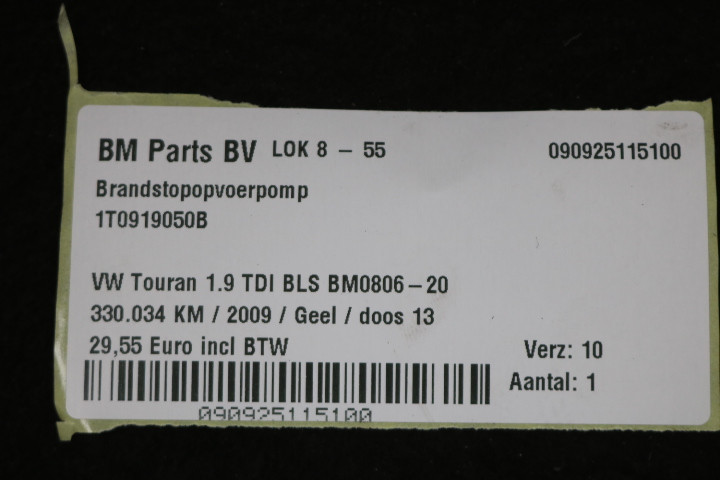 BM Parts BV LOK 8 – 55 090925115100
Brandstopopvoerpomp
1T0919050B
VW Touran 1.9 TDI BLS BM0806–20
330.034 KM / 2009 / Geel / doos 13
29,55 Euro incl BTW Verz: 10
Aantal: 1
090925115100